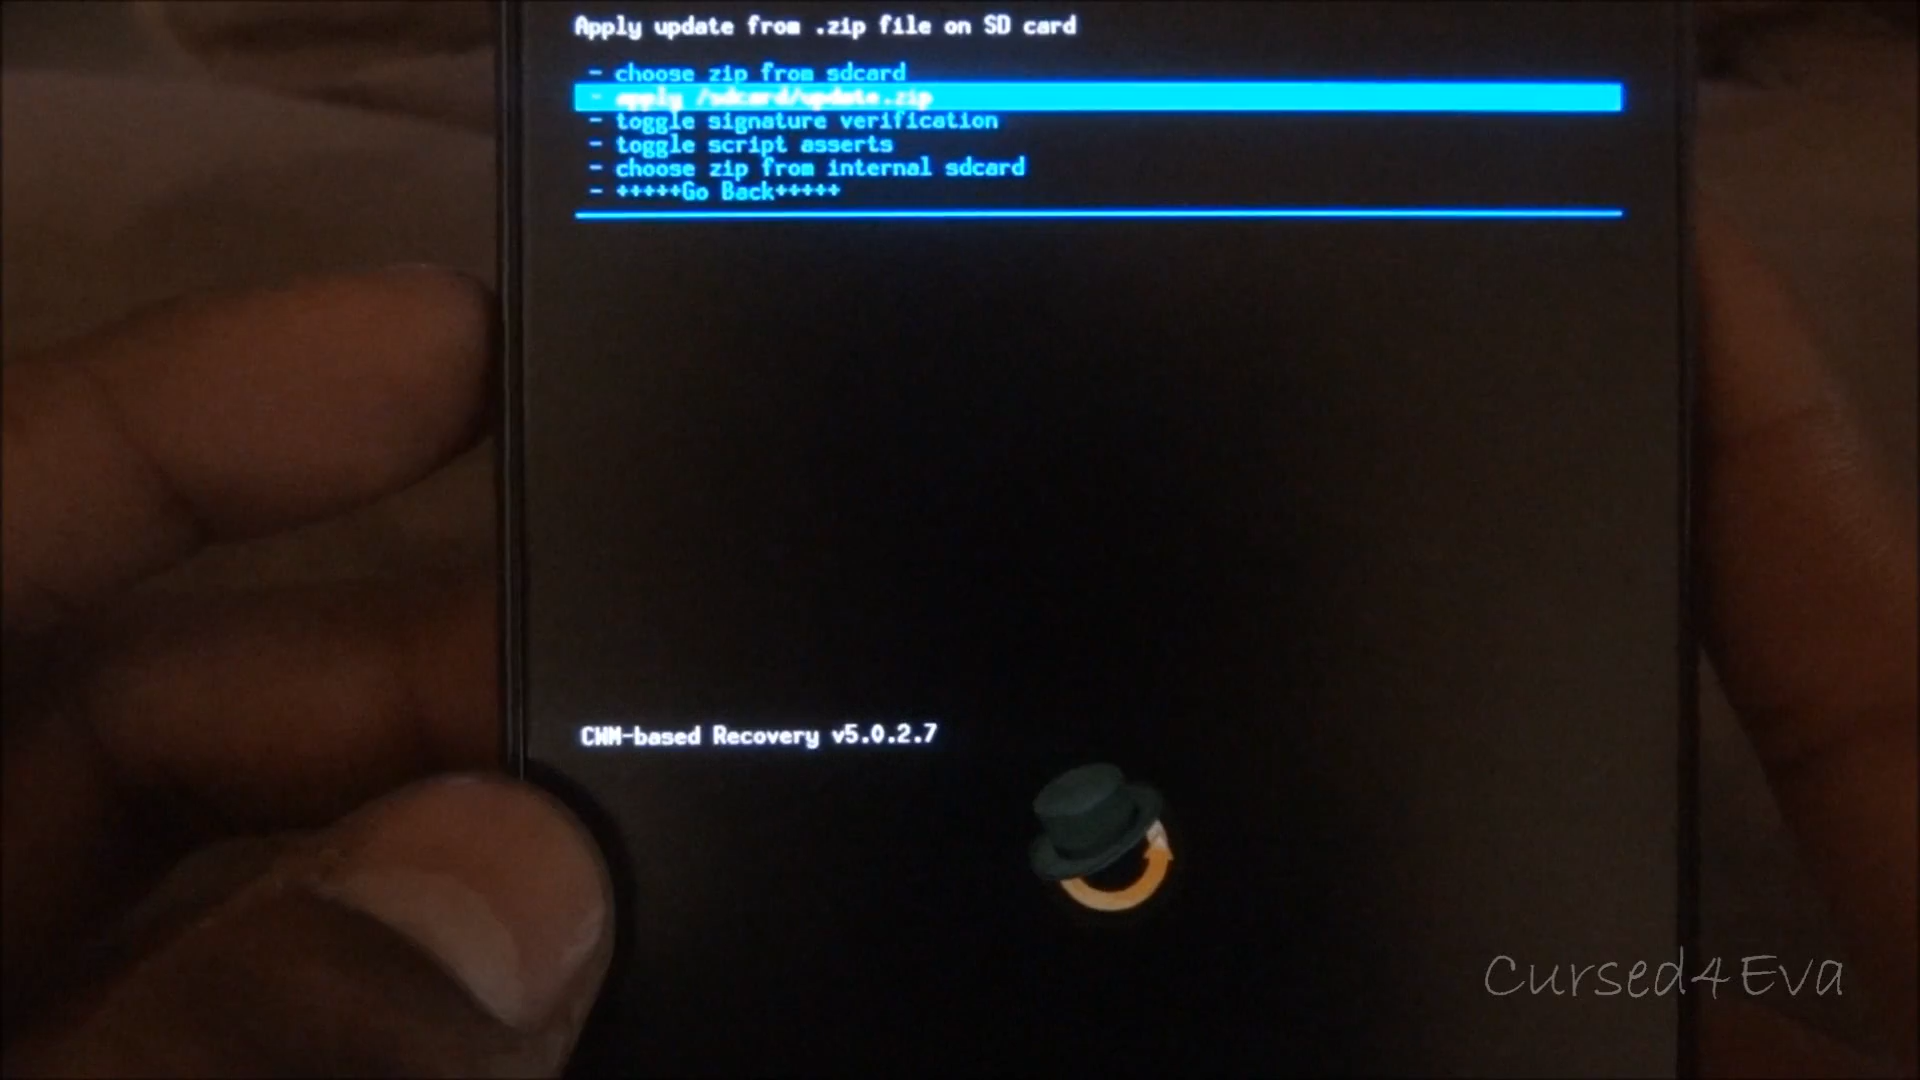 Apply update from .zip file on SD card
- choose zip from sdcard
- apply /sdcard/update.zip
- toggle signature verification
- toggle script asserts
- choose zip from internal sdcard
- +++++Go Back+++++
CWM-based Recovery v5.0.2.7
Cursed4Eva